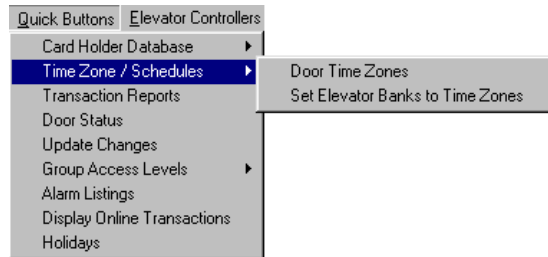 Quick Buttons Elevator Controllers
Card Holder Database
Time Zone / Schedules
Door Time Zones
Transaction Reports
Set Elevator Banks to Time Zones
Door Status
Update Changes
Group Access Levels
Alarm Listings
Display Online Transactions
Holidays